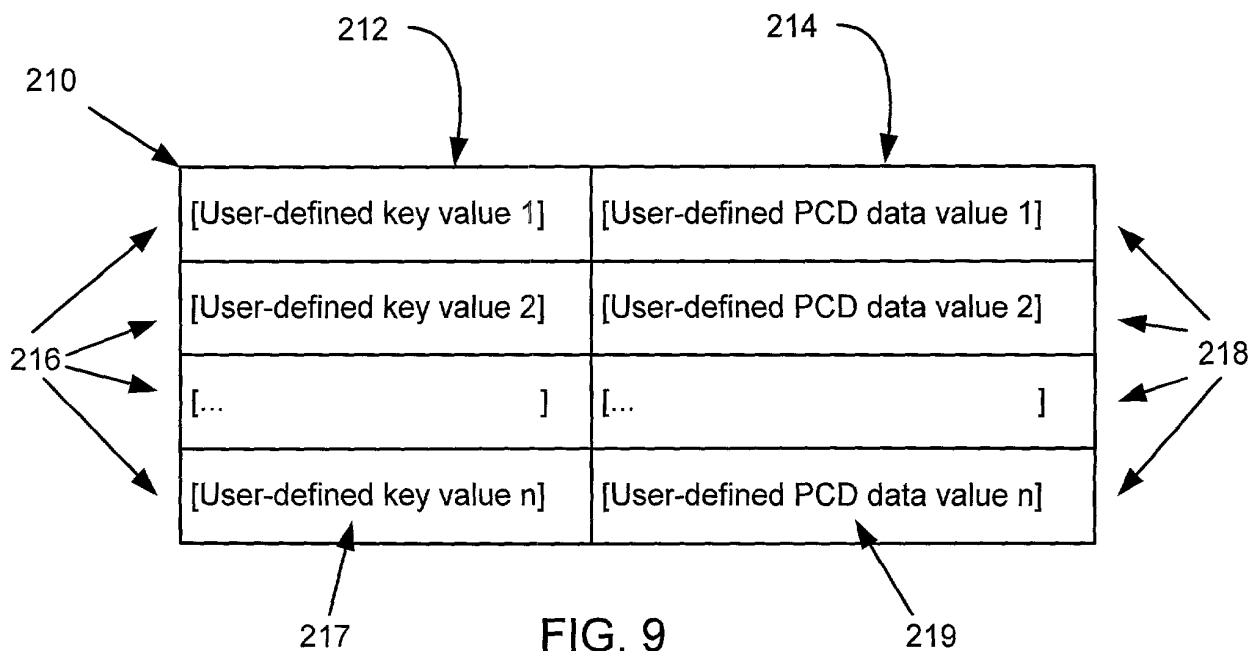 212 214
210
[User-defined key value 1] [User-defined PCD data value 1]
[User-defined key value 2] [User-defined PCD data value 2]
216 218
[... ] [... ]
[User-defined key value n] [User-defined PCD data value n]
217 FIG. 9 219